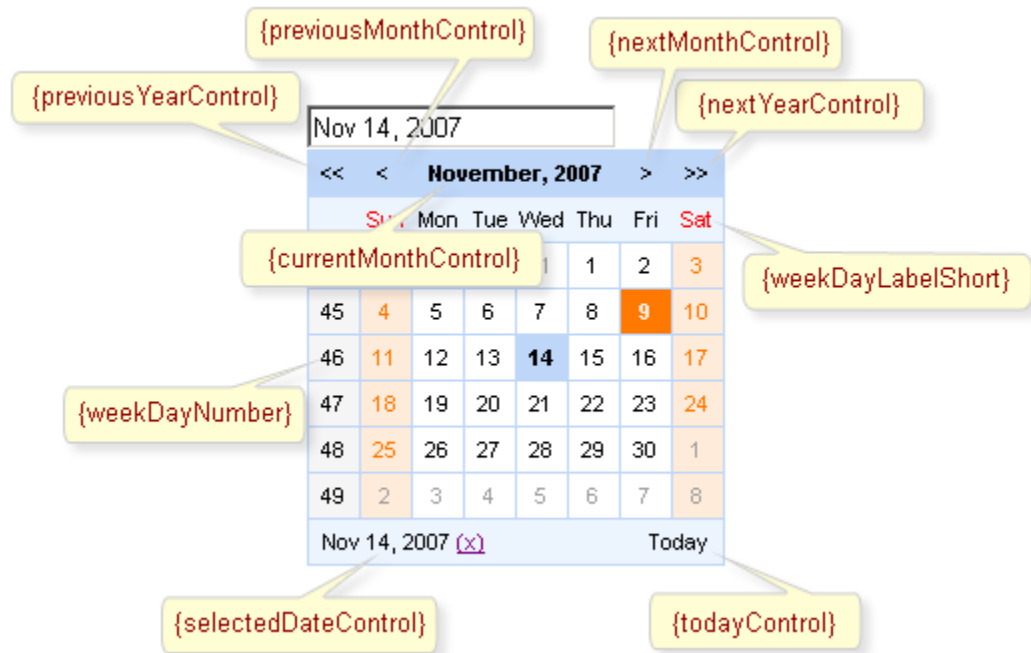 {previousMonthControl}
{nextMonthControl}
{previousYearControl}
{nextYearControl}
Nov 14, 2007
<< < November, 2007 > >>
Mon Tue Wed Thu Fri Sat
{currentMonthControl}
1 2 3
{weekDayLabelShort}
45 4 5 6 7 8 9 10
46 11 12 13 14 15 16 17
{weekDayNumber}
47 18 19 20 21 22 23 24
48 25 26 27 28 29 30 1
49 2 3 4 5 6 7 8
Nov 14, 2007 (x) Today
{selectedDateControl}
{todayControl}